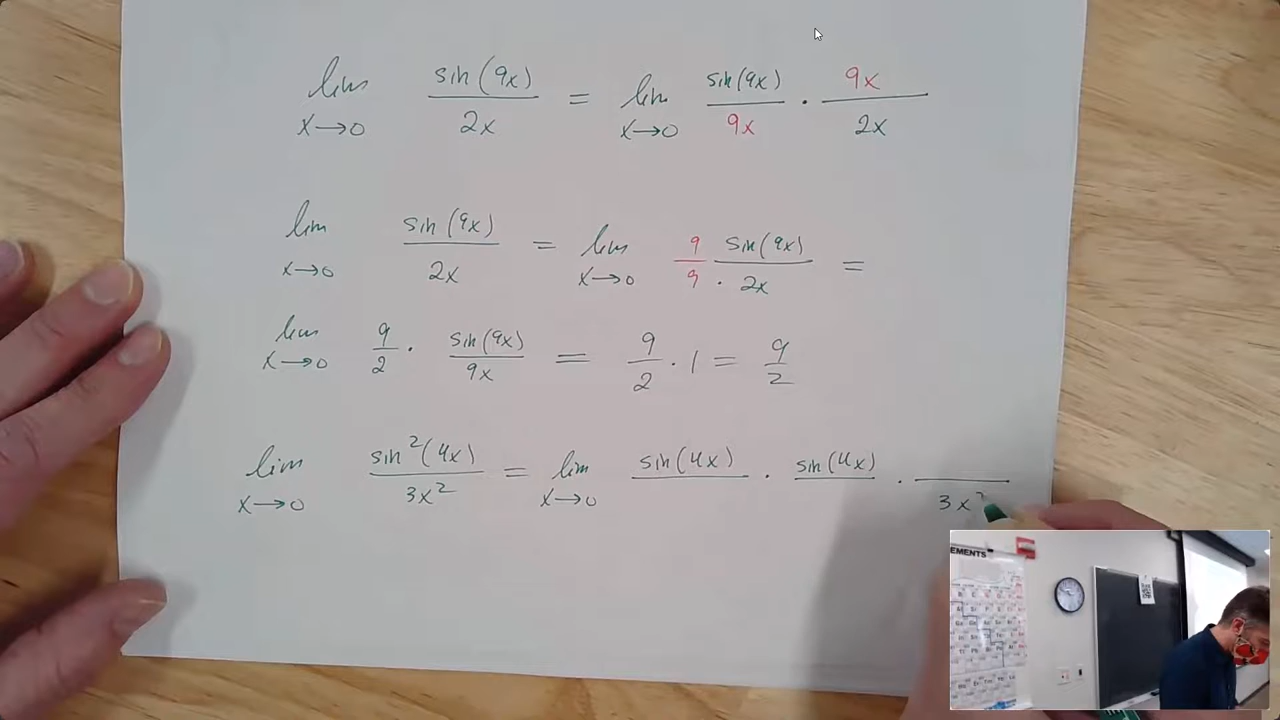 lim x→0 sin(9x)/2x = lim x→0 sin(9x)/9x · 9x/2x
lim x→0 sin(9x)/2x = lim x→0 9/9 · sin(9x)/2x =
lim x→0 9/2 · sin(9x)/9x = 9/2 · 1 = 9/2
lim x→0 sin²(4x)/3x² = lim x→0 sin(4x)/ · sin(4x)/ · /3x²
EMENTS